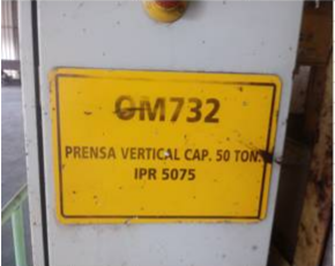 OM732
PRENSA VERTICAL CAP. 50 TON.
IPR 5075